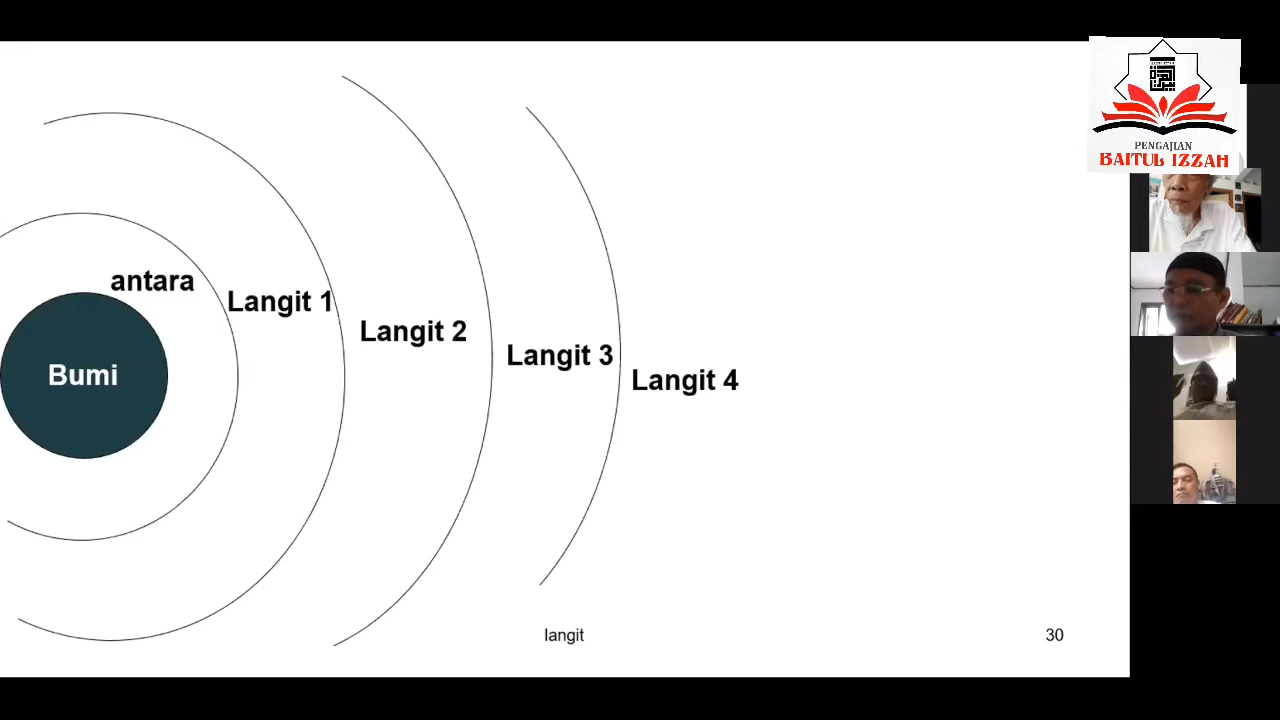 antara
Langit 1
Langit 2
Langit 3
Bumi
Langit 4
langit
30
PENGAJIAN
BAITUL IZZAH